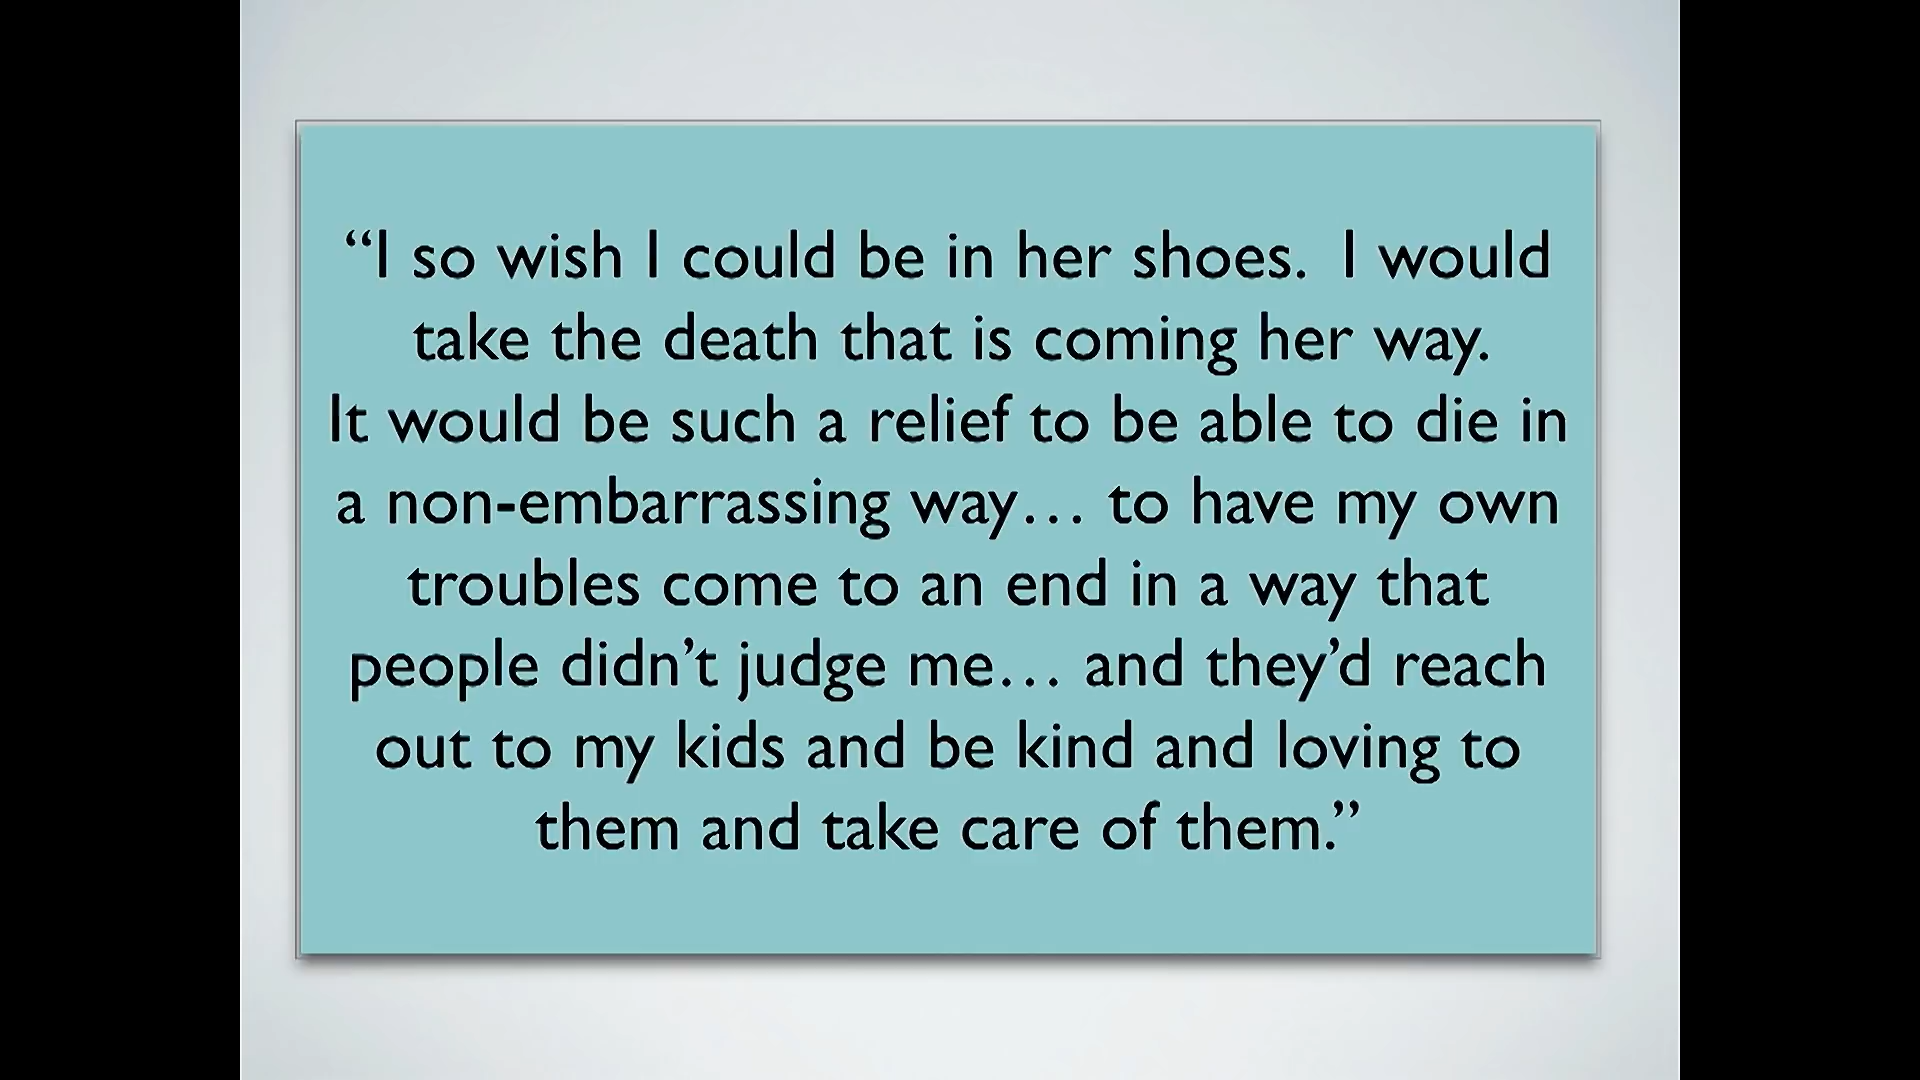 “I so wish I could be in her shoes.  I would
take the death that is coming her way.
It would be such a relief to be able to die in
a non-embarrassing way… to have my own
troubles come to an end in a way that
people didn’t judge me… and they’d reach
out to my kids and be kind and loving to
them and take care of them.”